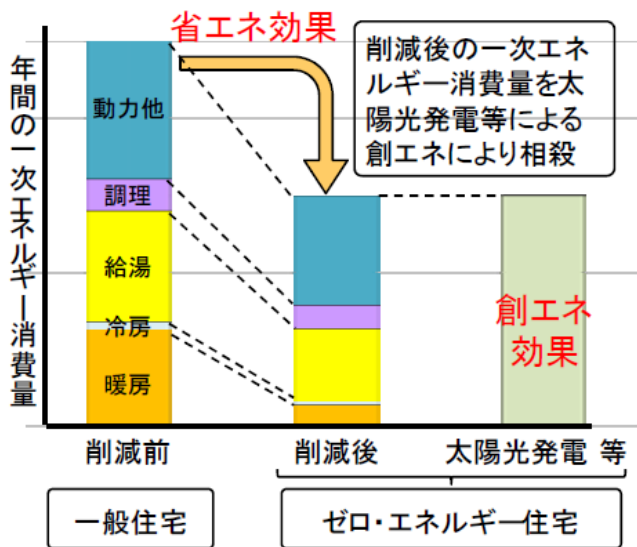 省エネ効果
削減後の一次エネ
ルギー消費量を太
陽光発電等による
創エネにより相殺
年間の一次エネルギー消費量
動力他
調理
給湯
冷房
暖房
創エネ
効果
削減前
削減後
太陽光発電 等
一般住宅
ゼロ・エネルギー住宅